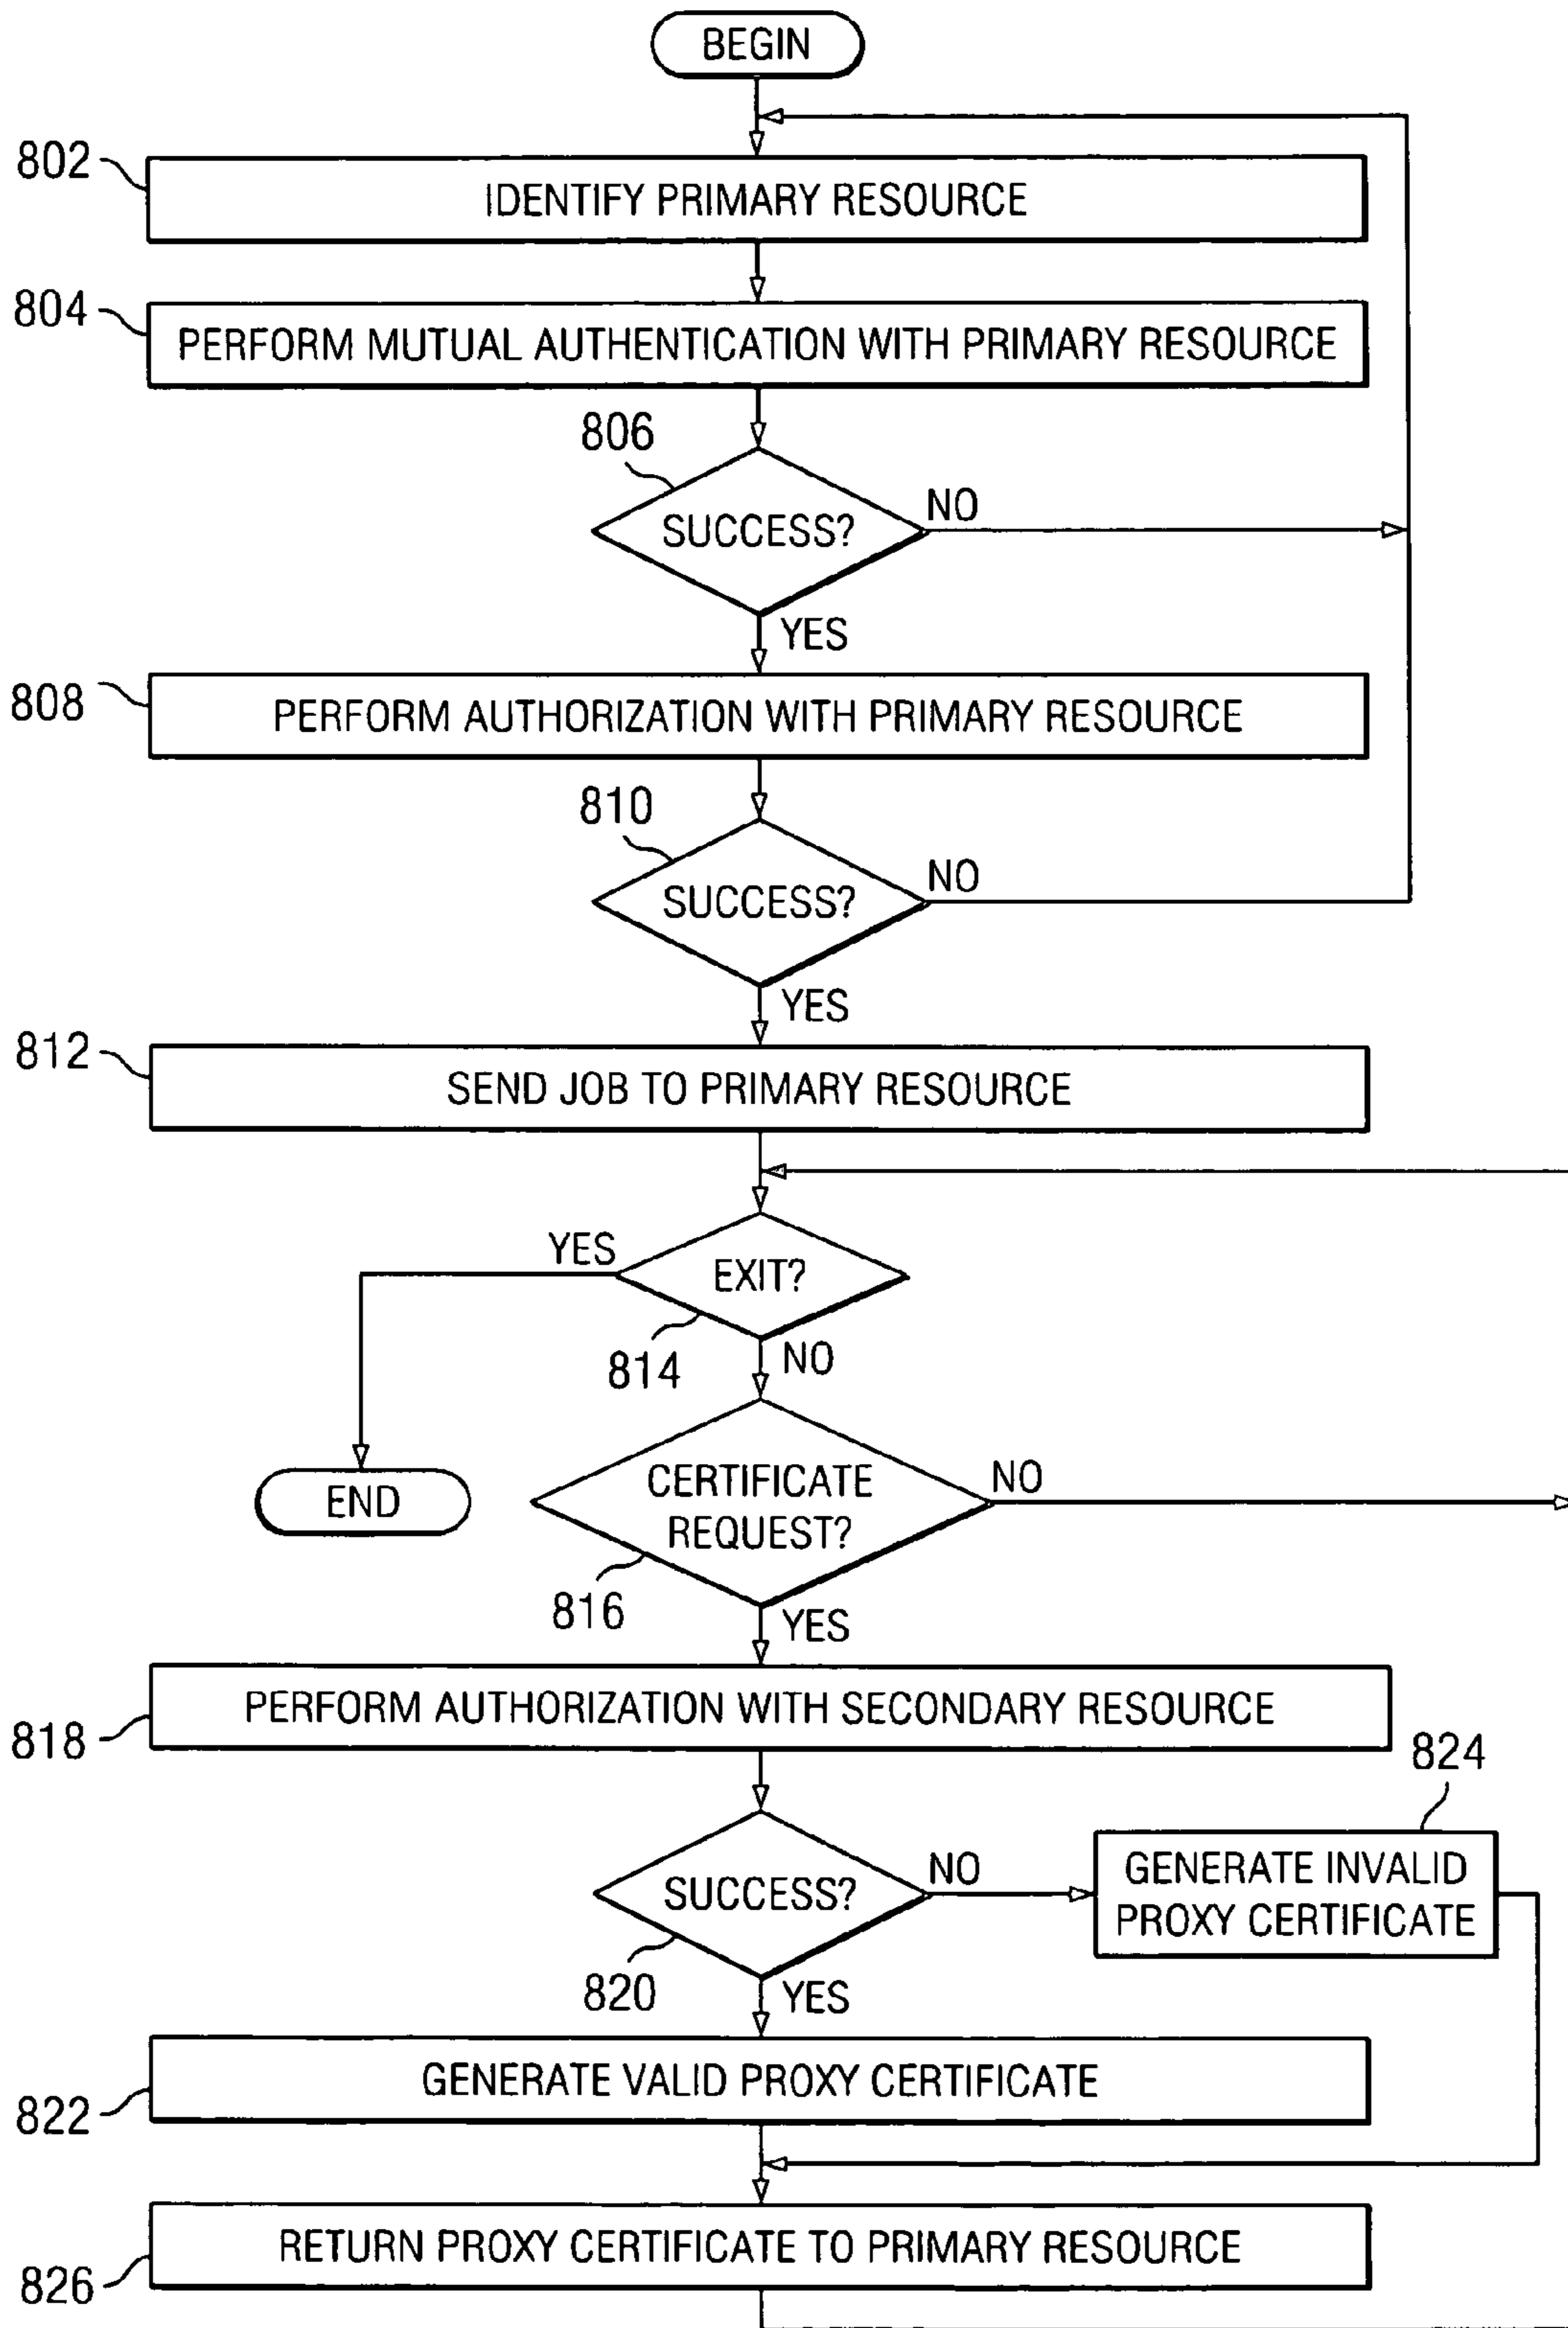 BEGIN
802
IDENTIFY PRIMARY RESOURCE
804
PERFORM MUTUAL AUTHENTICATION WITH PRIMARY RESOURCE
806
SUCCESS?
NO
YES
808
PERFORM AUTHORIZATION WITH PRIMARY RESOURCE
810
SUCCESS?
NO
YES
812
SEND JOB TO PRIMARY RESOURCE
YES
EXIT?
814
NO
END
CERTIFICATE
REQUEST?
NO
816
YES
PERFORM AUTHORIZATION WITH SECONDARY RESOURCE
818
824
SUCCESS?
NO
GENERATE INVALID
PROXY CERTIFICATE
820
YES
GENERATE VALID PROXY CERTIFICATE
822
RETURN PROXY CERTIFICATE TO PRIMARY RESOURCE
826